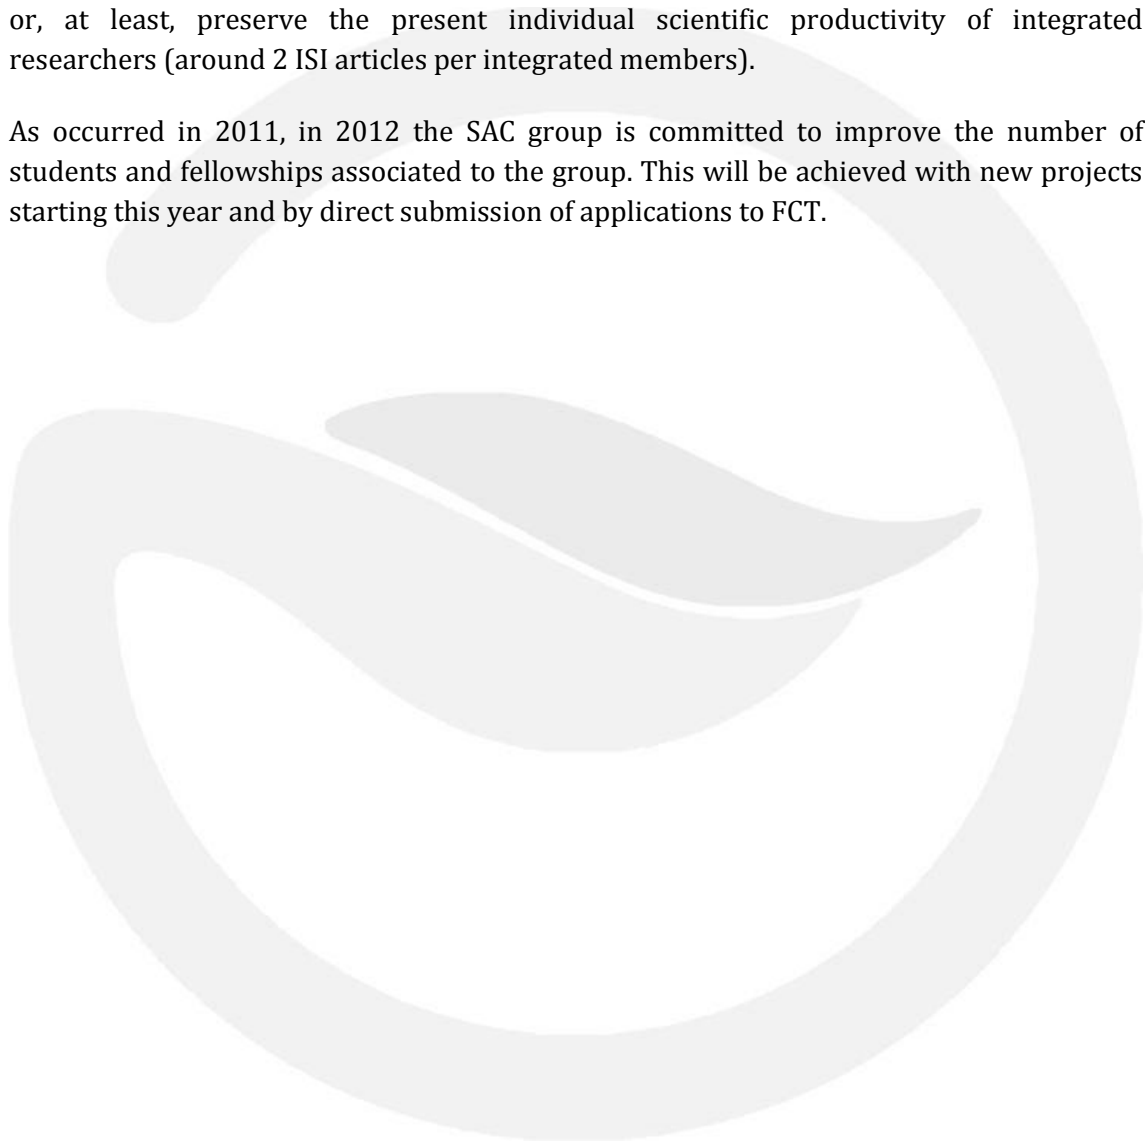 or, at least, preserve the present individual scientific productivity of integrated
researchers (around 2 ISI articles per integrated members).
As occurred in 2011, in 2012 the SAC group is committed to improve the number of
students and fellowships associated to the group. This will be achieved with new projects
starting this year and by direct submission of applications to FCT.